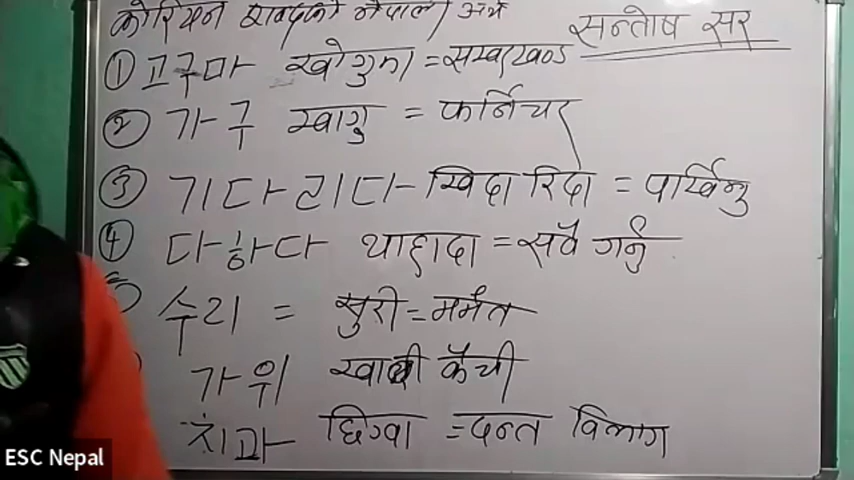 कोरियन शब्दको नेपाली अर्थ
सन्तोष सर
① 고구마 खोगुमा = सखरखण्ड
② 가구 खागु = फर्निचर
③ 기다리다 - खिदारिदा = पर्खिनु
④ 다하다 थाहादा = सबै गर्नु
수리 = सुरी = मर्मत
가위 खावी कैची
치과 छिग्वा = दन्त विभाग
ESC Nepal